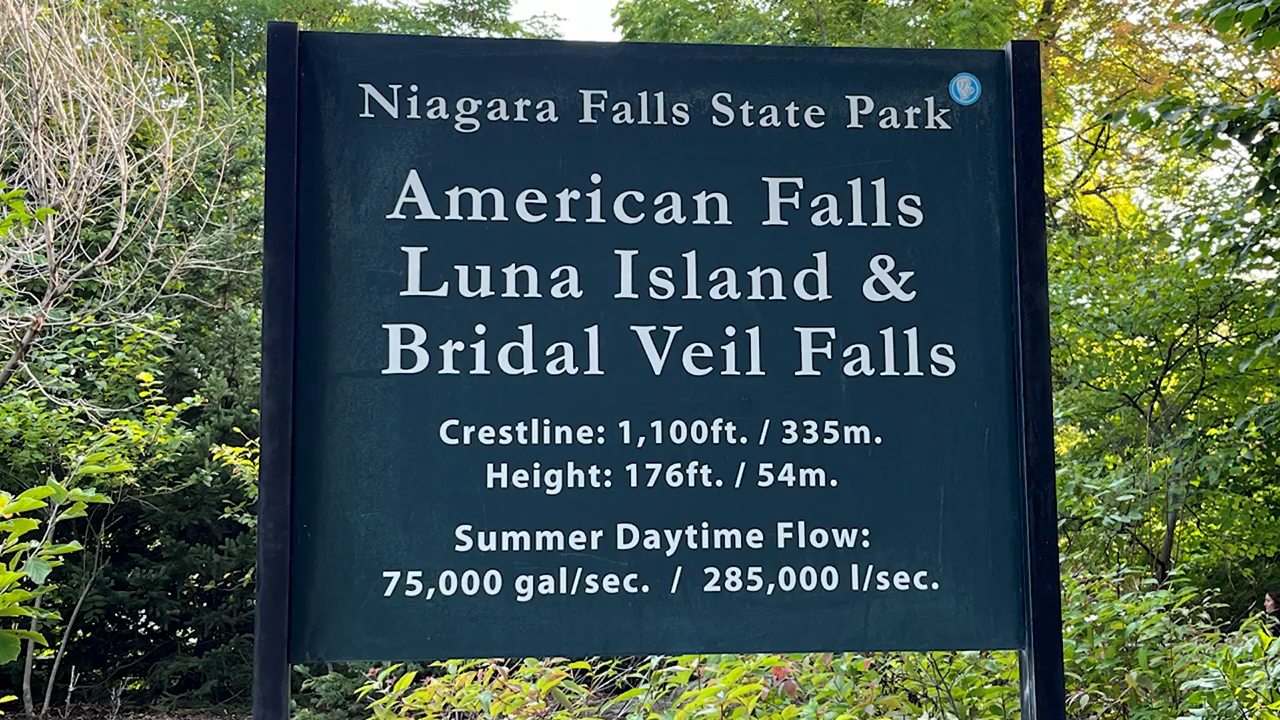 Niagara Falls State Park
American Falls
Luna Island &
Bridal Veil Falls
Crestline: 1,100ft. / 335m.
Height: 176ft. / 54m.
Summer Daytime Flow:
75,000 gal/sec. / 285,000 l/sec.